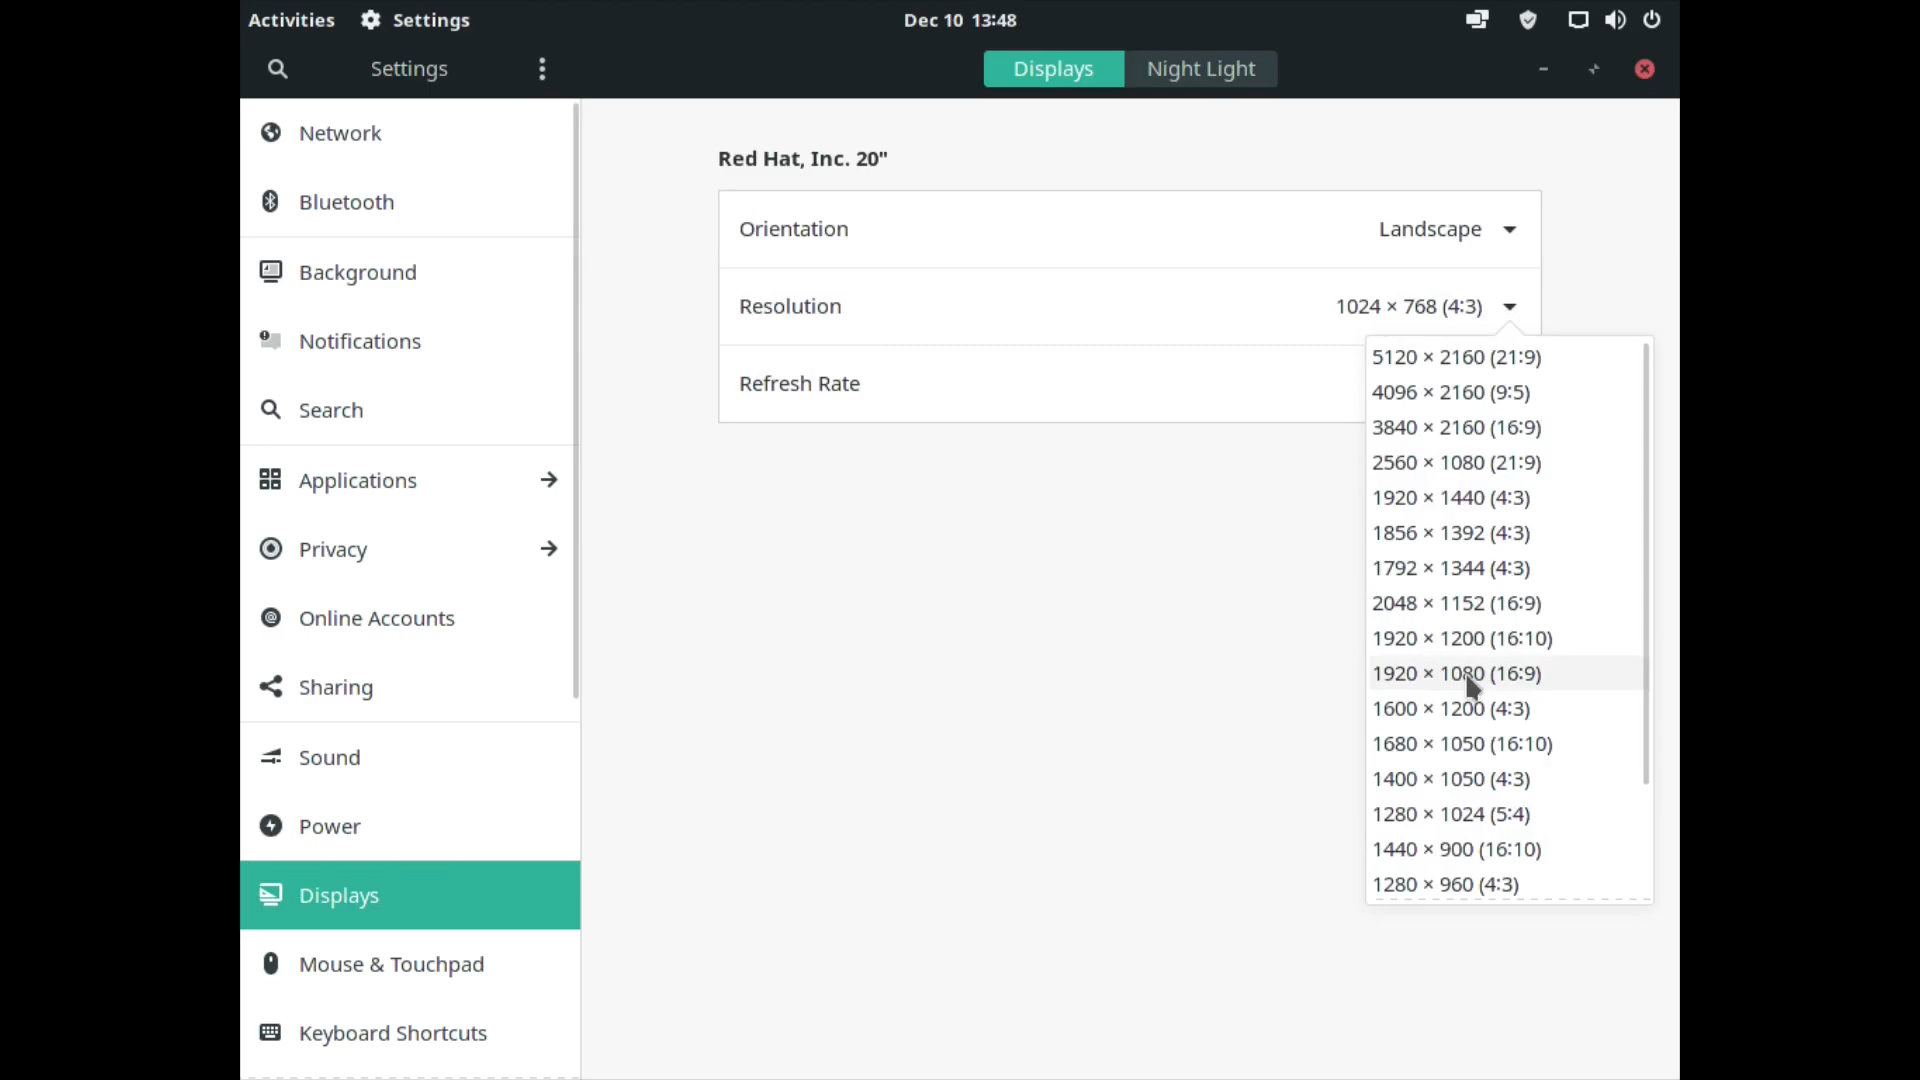 Activities Settings Dec 10 13:48
Settings Displays Night Light
Network
Bluetooth
Background
Notifications
Search
Applications
Privacy
Online Accounts
Sharing
Sound
Power
Displays
Mouse & Touchpad
Keyboard Shortcuts
Red Hat, Inc. 20"
Orientation Landscape
Resolution 1024 × 768 (4:3)
Refresh Rate
5120 × 2160 (21:9)
4096 × 2160 (9:5)
3840 × 2160 (16:9)
2560 × 1080 (21:9)
1920 × 1440 (4:3)
1856 × 1392 (4:3)
1792 × 1344 (4:3)
2048 × 1152 (16:9)
1920 × 1200 (16:10)
1920 × 1080 (16:9)
1600 × 1200 (4:3)
1680 × 1050 (16:10)
1400 × 1050 (4:3)
1280 × 1024 (5:4)
1440 × 900 (16:10)
1280 × 960 (4:3)